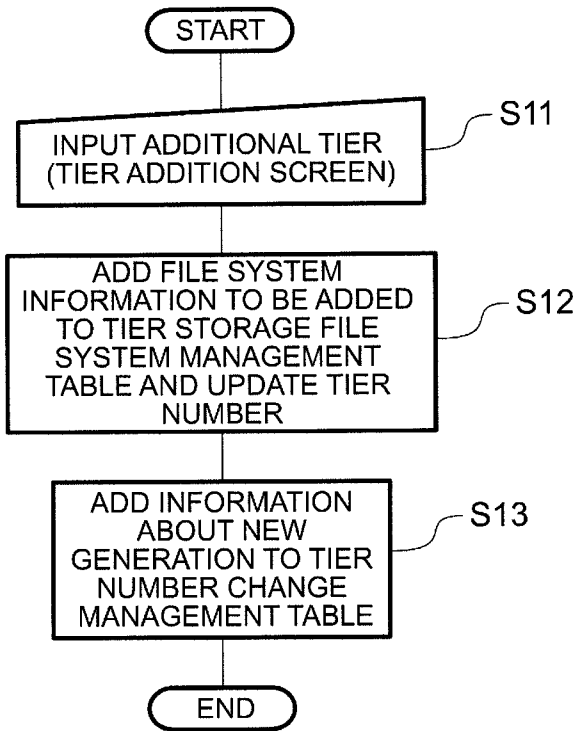 START
INPUT ADDITIONAL TIER
(TIER ADDITION SCREEN)
S11
ADD FILE SYSTEM
INFORMATION TO BE ADDED
TO TIER STORAGE FILE
SYSTEM MANAGEMENT
TABLE AND UPDATE TIER
NUMBER
S12
ADD INFORMATION
ABOUT NEW
GENERATION TO TIER
NUMBER CHANGE
MANAGEMENT TABLE
S13
END